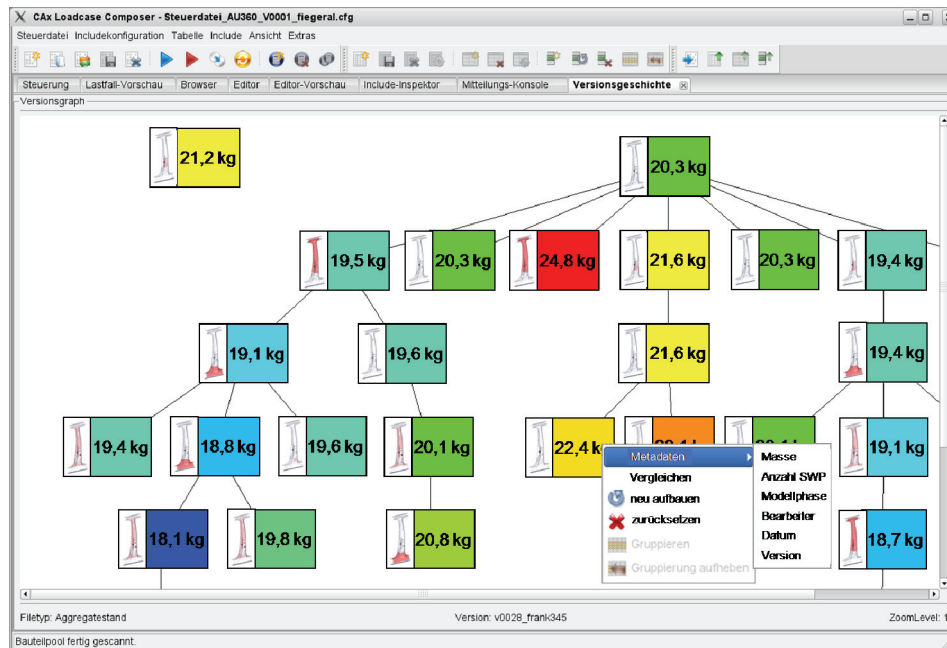 CAx Loadcase Composer - Steuerdatei_AU360_V0001_fiegeral.cfg
Steuerdatei Includekonfiguration Tabelle Include Ansicht Extras
Steuerung Lastfall-Vorschau Browser Editor Editor-Vorschau Include-Inspektor Mitteilungs-Konsole Versionsgeschichte
Versionsgraph
21,2 kg
20,3 kg
19,5 kg 20,3 kg 24,8 kg 21,6 kg 20,3 kg 19,4 kg
19,1 kg 19,6 kg 21,6 kg 19,4 kg
19,4 kg 18,8 kg 19,6 kg 20,1 kg 22,4 k 19,1 kg
Metadaten Masse
Vergleichen Anzahl SWP
neu aufbauen Modellphase
zurücksetzen Bearbeiter
Gruppieren Datum
Gruppierung aufheben Version
18,1 kg 19,8 kg 20,8 kg 18,7 kg
Filetyp: Aggregatestand Version: v0028_frank345 ZoomLevel: 1
Bauteilpool fertig gescannt.